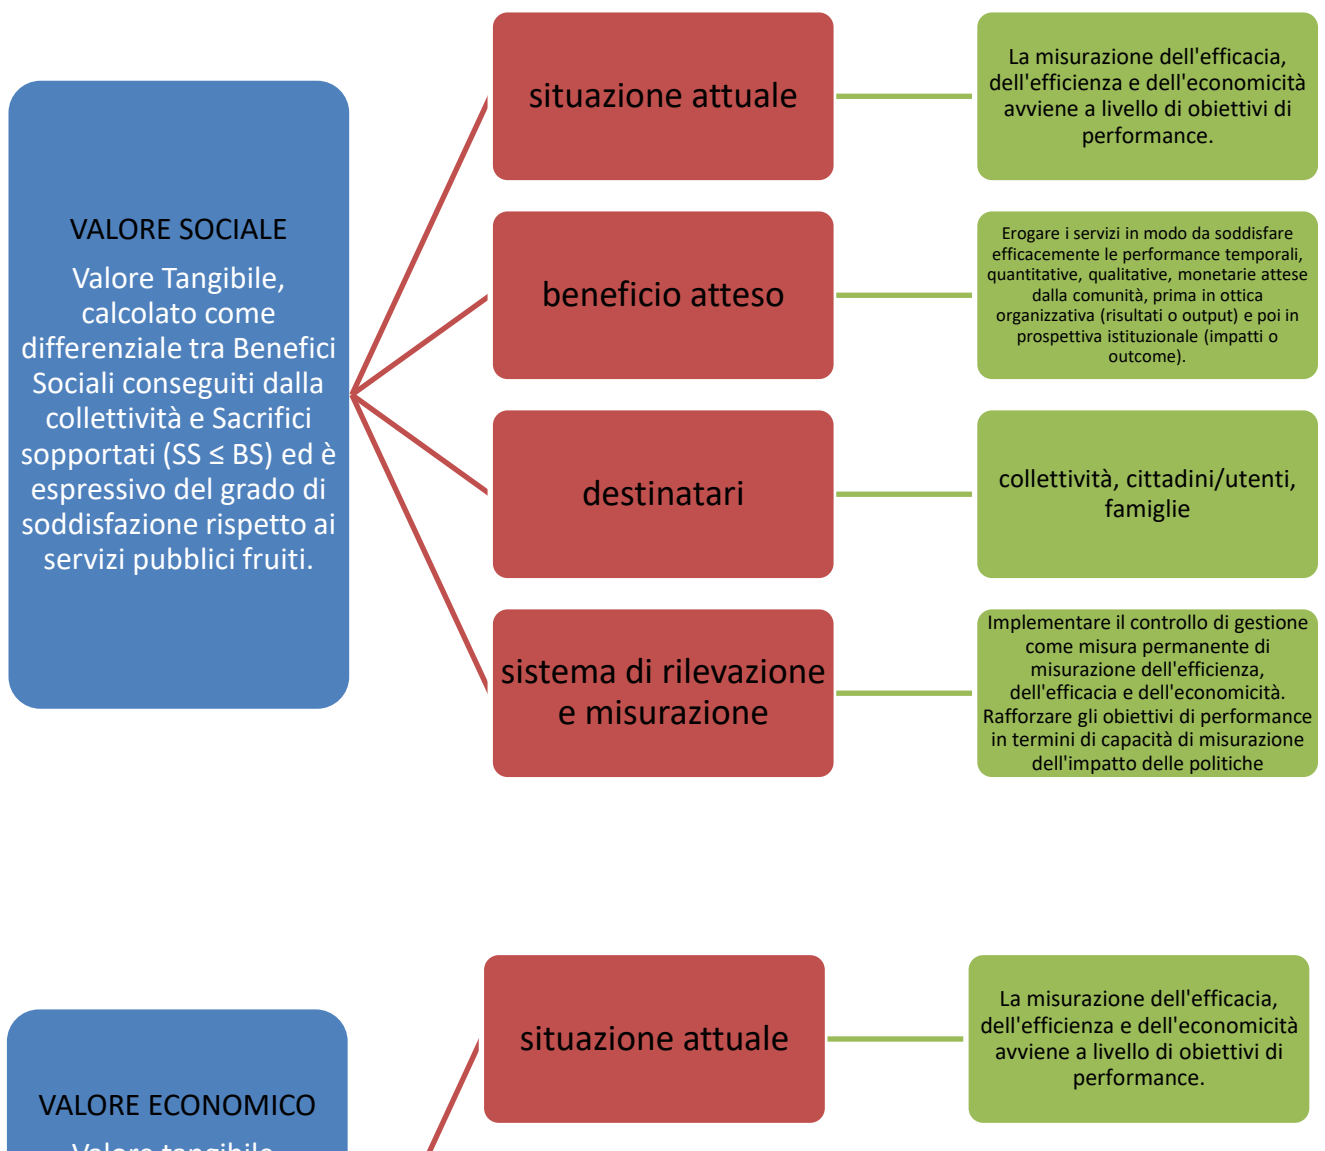 VALORE SOCIALE
Valore Tangibile,
calcolato come
differenziale tra Benefici
Sociali conseguiti dalla
collettività e Sacrifici
sopportati (SS ≤ BS) ed è
espressivo del grado di
soddisfazione rispetto ai
servizi pubblici fruiti.
situazione attuale
La misurazione dell'efficacia,
dell'efficienza e dell'economicità
avviene a livello di obiettivi di
performance.
beneficio atteso
Erogare i servizi in modo da soddisfare
efficacemente le performance temporali,
quantitative, qualitative, monetarie attese
dalla comunità, prima in ottica
organizzativa (risultati o output) e poi in
prospettiva istituzionale (impatti o
outcome).
destinatari
collettività, cittadini/utenti,
famiglie
sistema di rilevazione
e misurazione
Implementare il controllo di gestione
come misura permanente di
misurazione dell'efficienza,
dell'efficacia e dell'economicità.
Rafforzare gli obiettivi di performance
in termini di capacità di misurazione
dell'impatto delle politiche
VALORE ECONOMICO
Valore tangibile
situazione attuale
La misurazione dell'efficacia,
dell'efficienza e dell'economicità
avviene a livello di obiettivi di
performance.